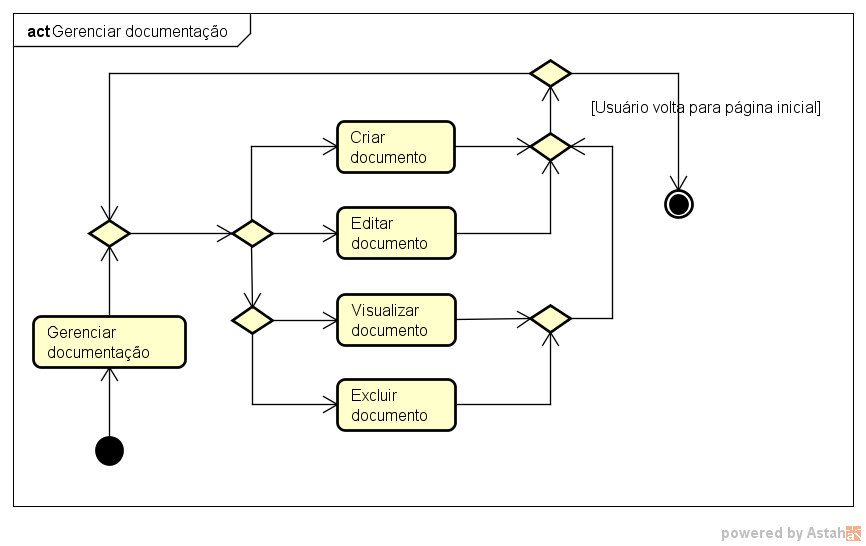 act Gerenciar documentação
[Usuário volta para página inicial]
Criar
documento
Editar
documento
Visualizar
documento
Gerenciar
documentação
Excluir
documento
powered by Astah